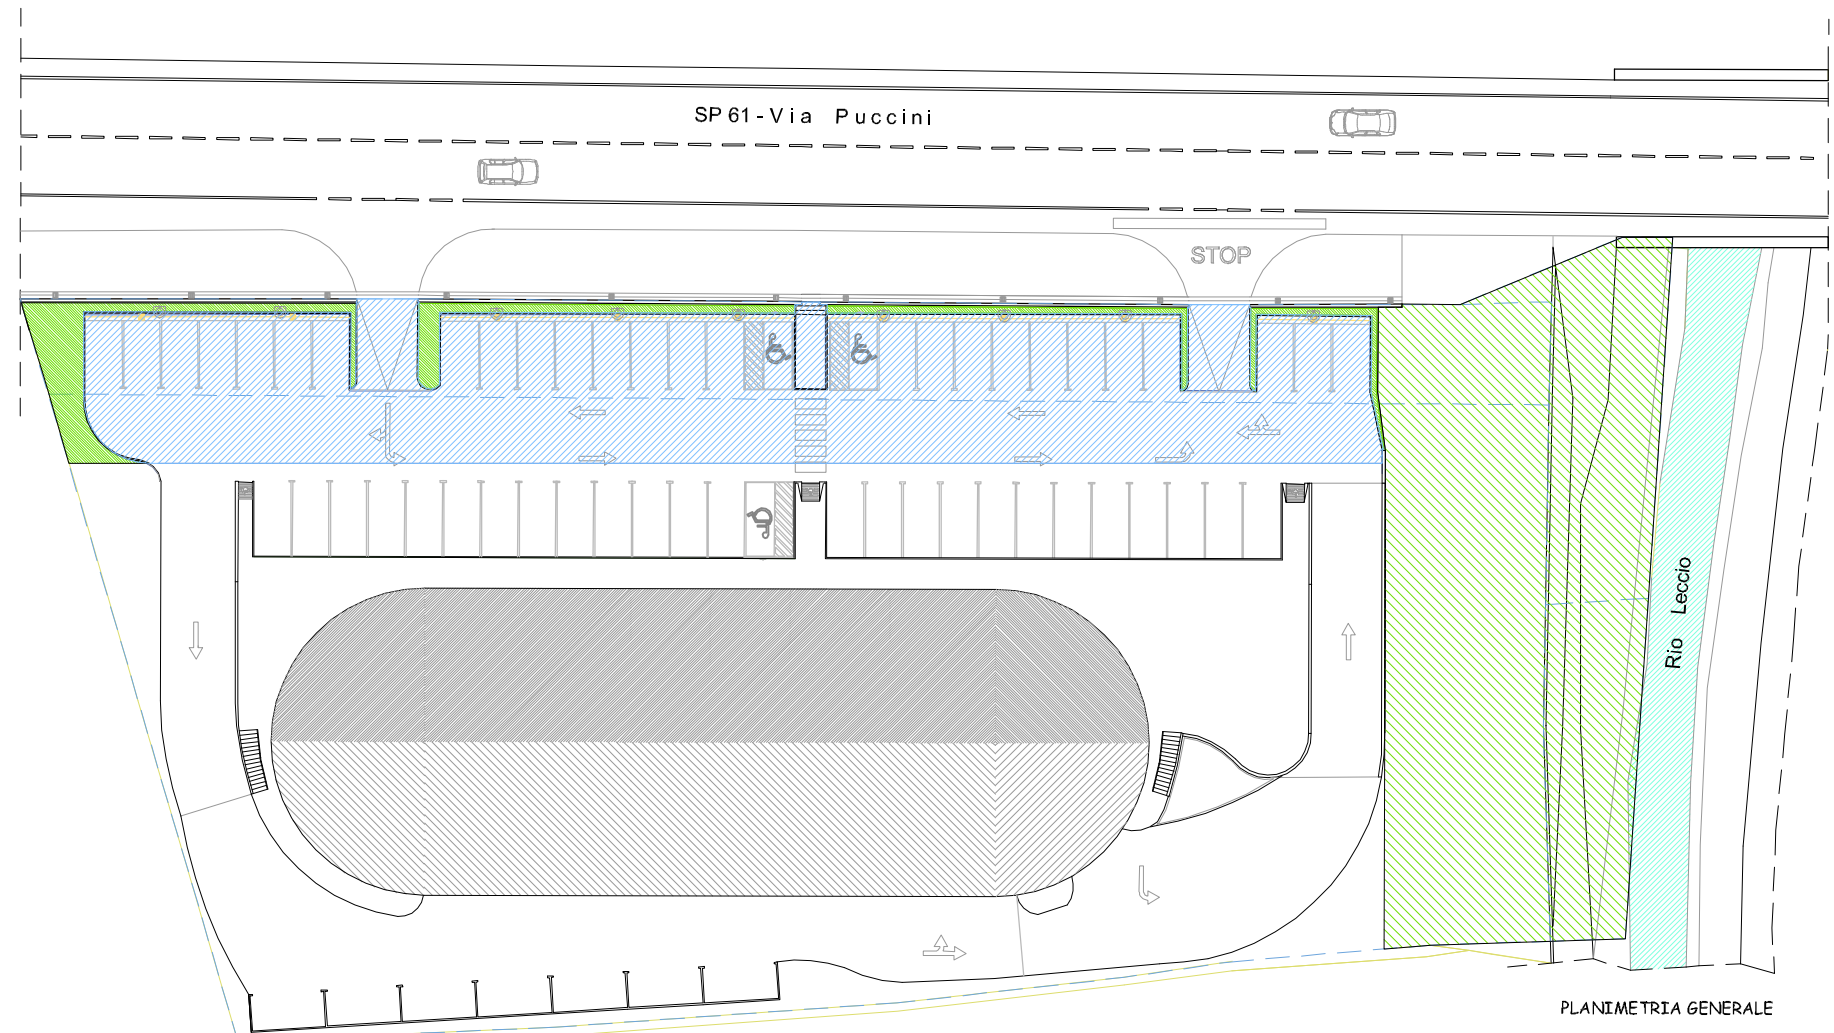 SP 61 - Via Puccini
STOP
Rio Leccio
PLANIMETRIA GENERALE